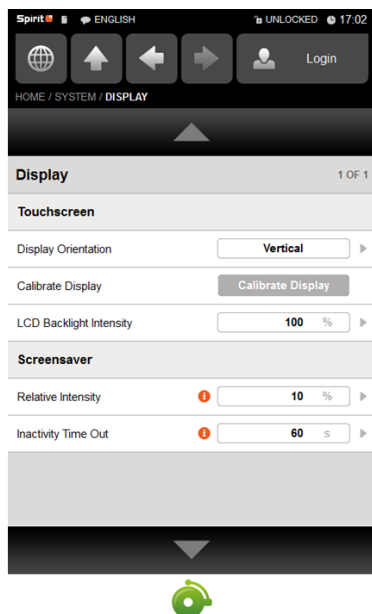 Spirit ENGLISH UNLOCKED 17:02
Login
HOME / SYSTEM / DISPLAY
Display 1 OF 1
Touchscreen
Display Orientation Vertical
Calibrate Display Calibrate Display
LCD Backlight Intensity 100 %
Screensaver
Relative Intensity i 10 %
Inactivity Time Out i 60 s